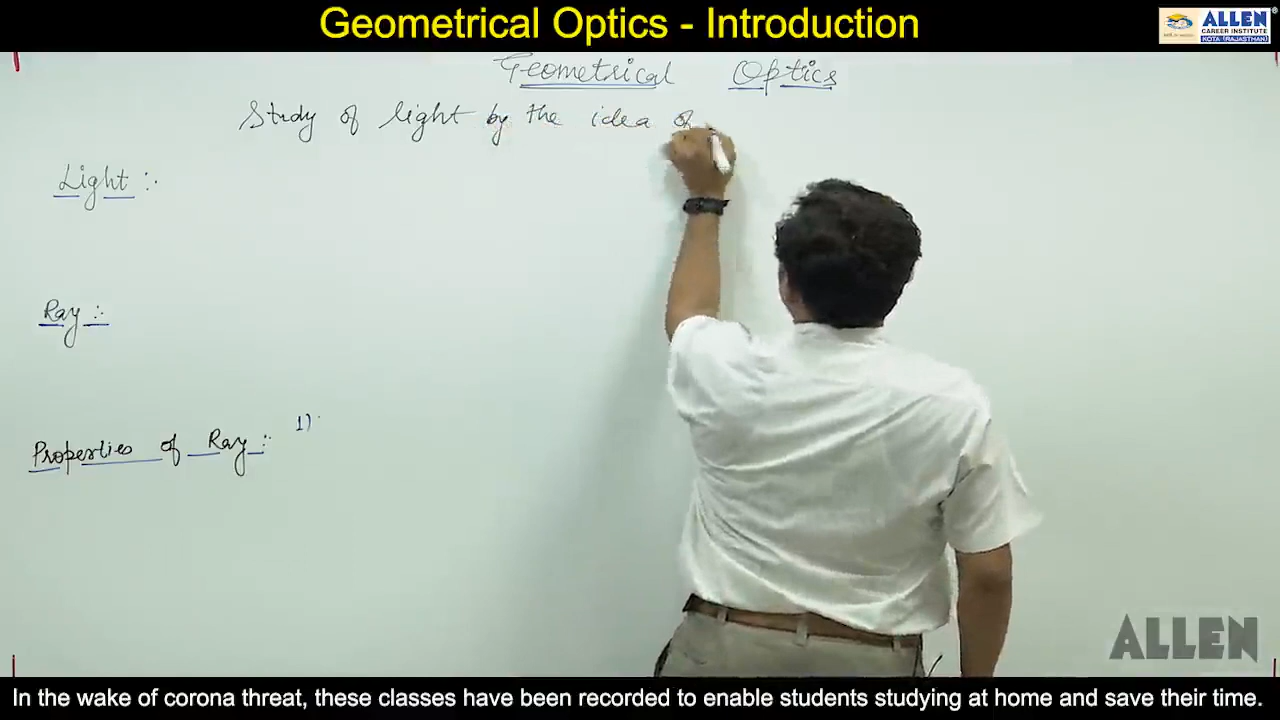 Geometrical Optics - Introduction
ALLEN
CAREER INSTITUTE
KOTA (RAJASTHAN)
Geometrical Optics
Study of light by the idea of
Light :-
Ray :-
Properties of Ray :- 1)
ALLEN
In the wake of corona threat, these classes have been recorded to enable students studying at home and save their time.